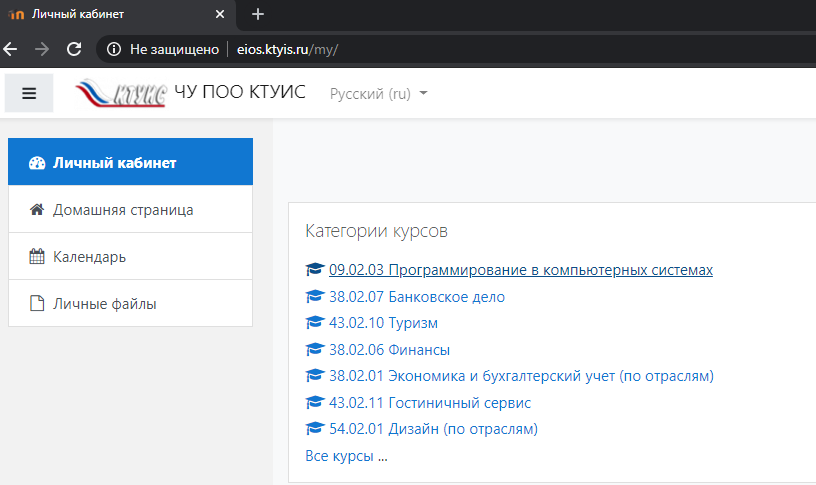 Личный кабинет
Не защищено eios.ktyis.ru/my/
КТУИС ЧУ ПОО КТУИС Русский (ru)
Личный кабинет
Домашняя страница
Календарь
Личные файлы
Категории курсов
09.02.03 Программирование в компьютерных системах
38.02.07 Банковское дело
43.02.10 Туризм
38.02.06 Финансы
38.02.01 Экономика и бухгалтерский учет (по отраслям)
43.02.11 Гостиничный сервис
54.02.01 Дизайн (по отраслям)
Все курсы ...